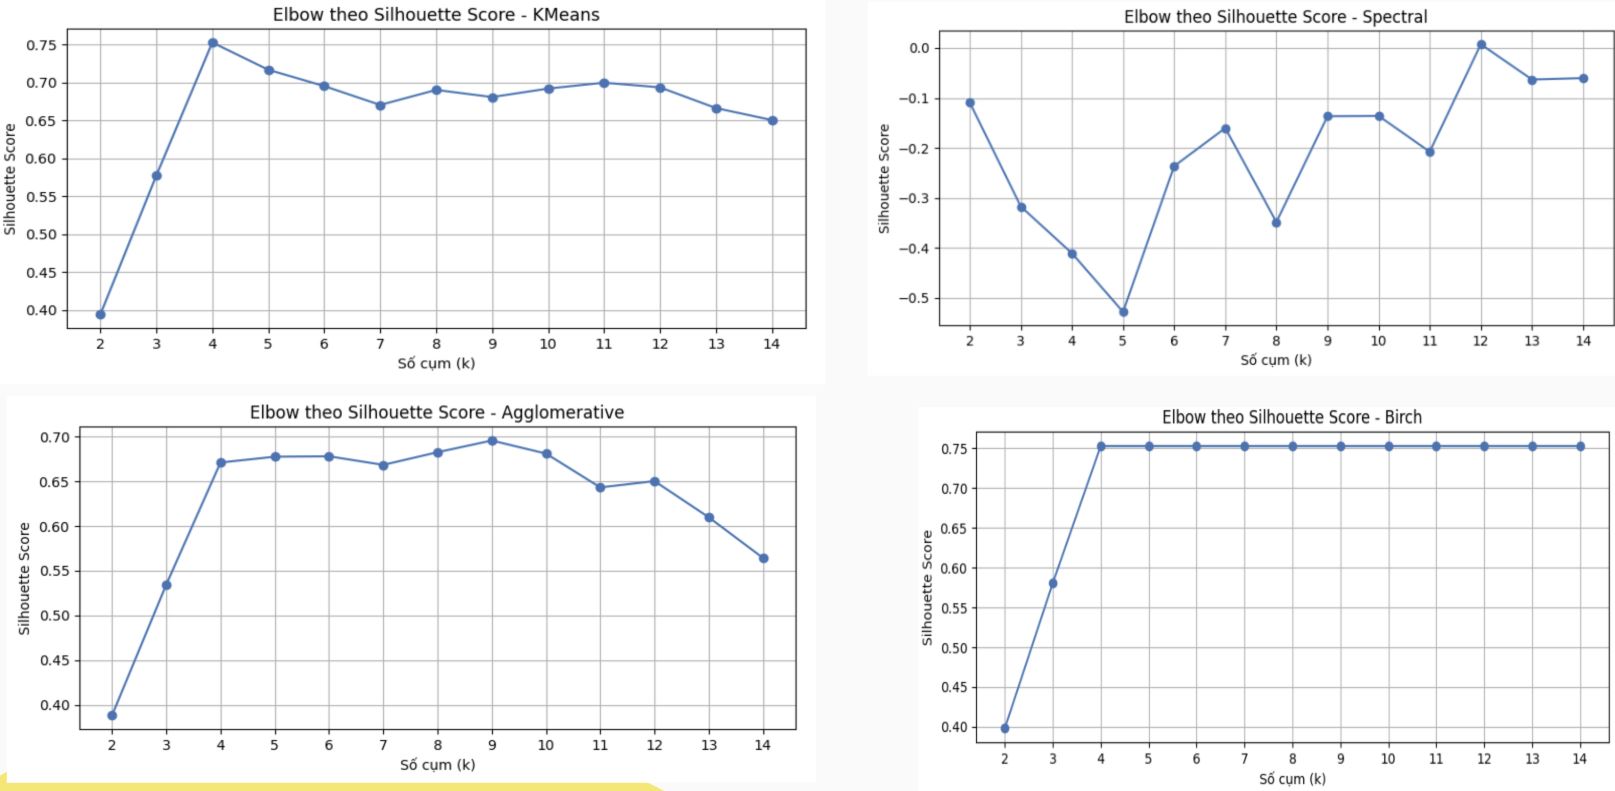 Elbow theo Silhouette Score - KMeans
0.75
0.70
0.65
0.60
0.55
0.50
0.45
0.40
Silhouette Score
2 3 4 5 6 7 8 9 10 11 12 13 14
Số cụm (k)
Elbow theo Silhouette Score - Spectral
0.0
−0.1
−0.2
−0.3
−0.4
−0.5
Silhouette Score
2 3 4 5 6 7 8 9 10 11 12 13 14
Số cụm (k)
Elbow theo Silhouette Score - Agglomerative
0.70
0.65
0.60
0.55
0.50
0.45
0.40
Silhouette Score
2 3 4 5 6 7 8 9 10 11 12 13 14
Số cụm (k)
Elbow theo Silhouette Score - Birch
0.75
0.70
0.65
0.60
0.55
0.50
0.45
0.40
Silhouette Score
2 3 4 5 6 7 8 9 10 11 12 13 14
Số cụm (k)